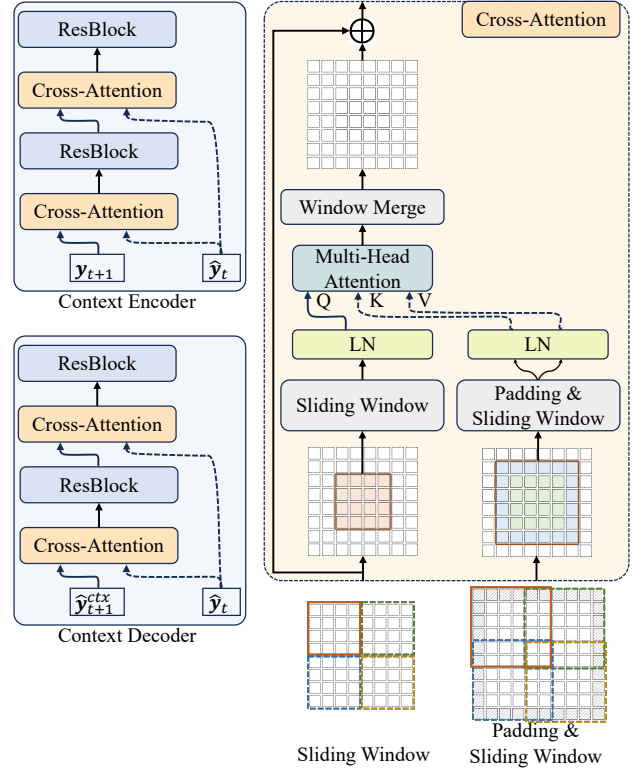 ResBlock
Cross-Attention
ResBlock
Cross-Attention
y_{t+1}
ŷ_t
Context Encoder
ResBlock
Cross-Attention
ResBlock
Cross-Attention
ŷ_{t+1}^{ctx}
ŷ_t
Context Decoder
Cross-Attention
Window Merge
Multi-Head
Attention
Q
K
V
LN
LN
Sliding Window
Padding &
Sliding Window
Sliding Window
Padding &
Sliding Window